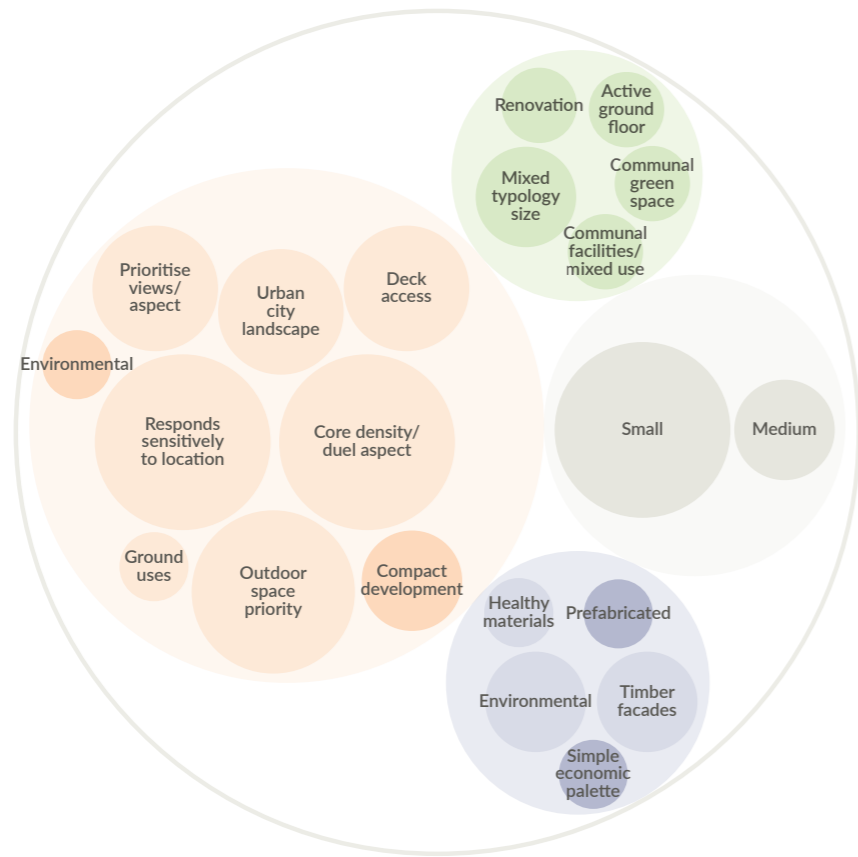 Renovation
Active
ground
floor
Mixed
typology
size
Communal
green
space
Communal
facilities/
mixed use
Prioritise
views/
aspect
Urban
city
landscape
Deck
access
Environmental
Responds
sensitively
to location
Core density/
duel aspect
Ground
uses
Outdoor
space
priority
Compact
development
Small
Medium
Healthy
materials
Prefabricated
Environmental
Timber
facades
Simple
economic
palette